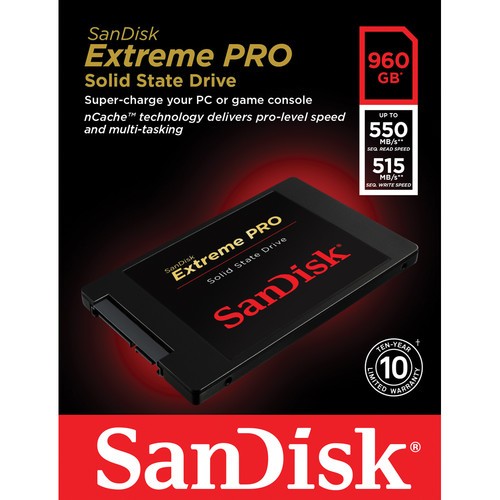 SanDisk
Extreme PRO
Solid State Drive
Super-charge your PC or game console
nCache™ technology delivers pro-level speed
and multi-tasking
960
GB*
UP TO
550
MB/s**
SEQ. READ SPEED
515
MB/s**
SEQ. WRITE SPEED
SanDisk
Extreme PRO
Solid State Drive
SanDisk®
TEN-YEAR
10
LIMITED WARRANTY
+
SanDisk®